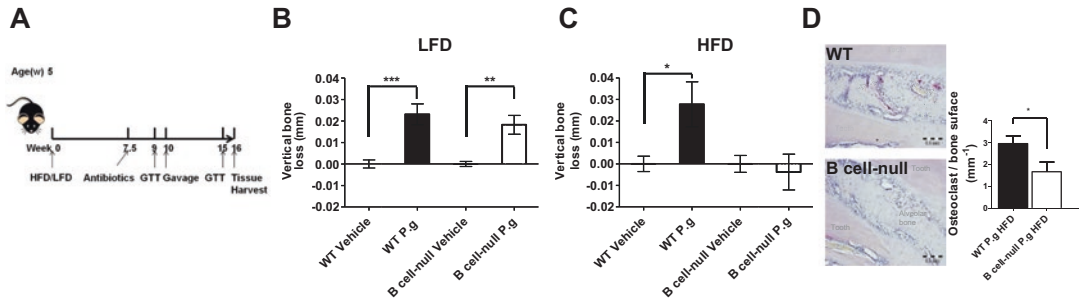 A
Age(w) 5
Week 0 7.5 9 10 15 16
HFD/LFD Antibiotics GTT Gavage GTT Tissue
Harvest
B
LFD
Vertical bone
loss (mm)
0.04
0.03
0.02
0.01
0.00
-0.01
-0.02
***
**
WT Vehicle
WT P.g
B cell-null Vehicle
B cell-null P.g
C
HFD
Vertical bone
loss (mm)
0.04
0.03
0.02
0.01
0.00
-0.01
-0.02
*
WT Vehicle
WT P.g
B cell-null Vehicle
B cell-null P.g
D
WT
B cell-null
Tooth
Alveolar
bone
Tooth
Osteoclast / bone surface
(mm-1)
4
3
2
1
0
*
WT P.g HFD
B cell-null P.g HFD